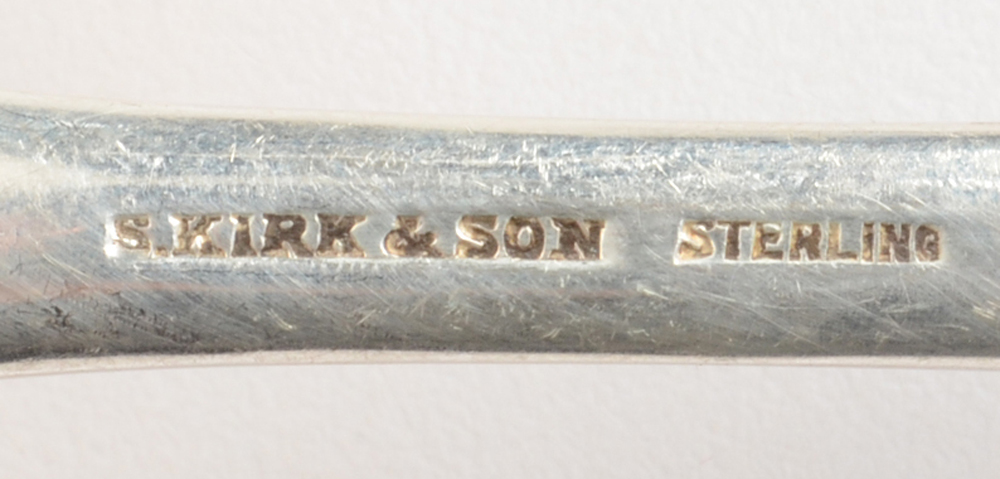 S. KIRK & SON STERLING